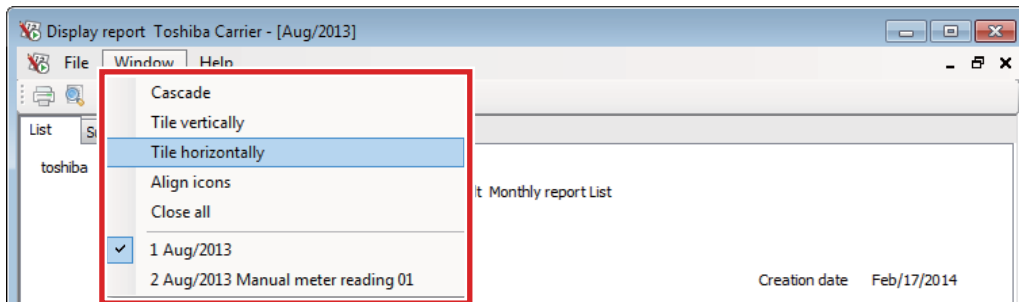 Display report Toshiba Carrier - [Aug/2013]
File Window Help
Cascade
List
Tile vertically
Tile horizontally
toshiba
Align icons
Monthly report List
Close all
1 Aug/2013
2 Aug/2013 Manual meter reading 01
Creation date Feb/17/2014